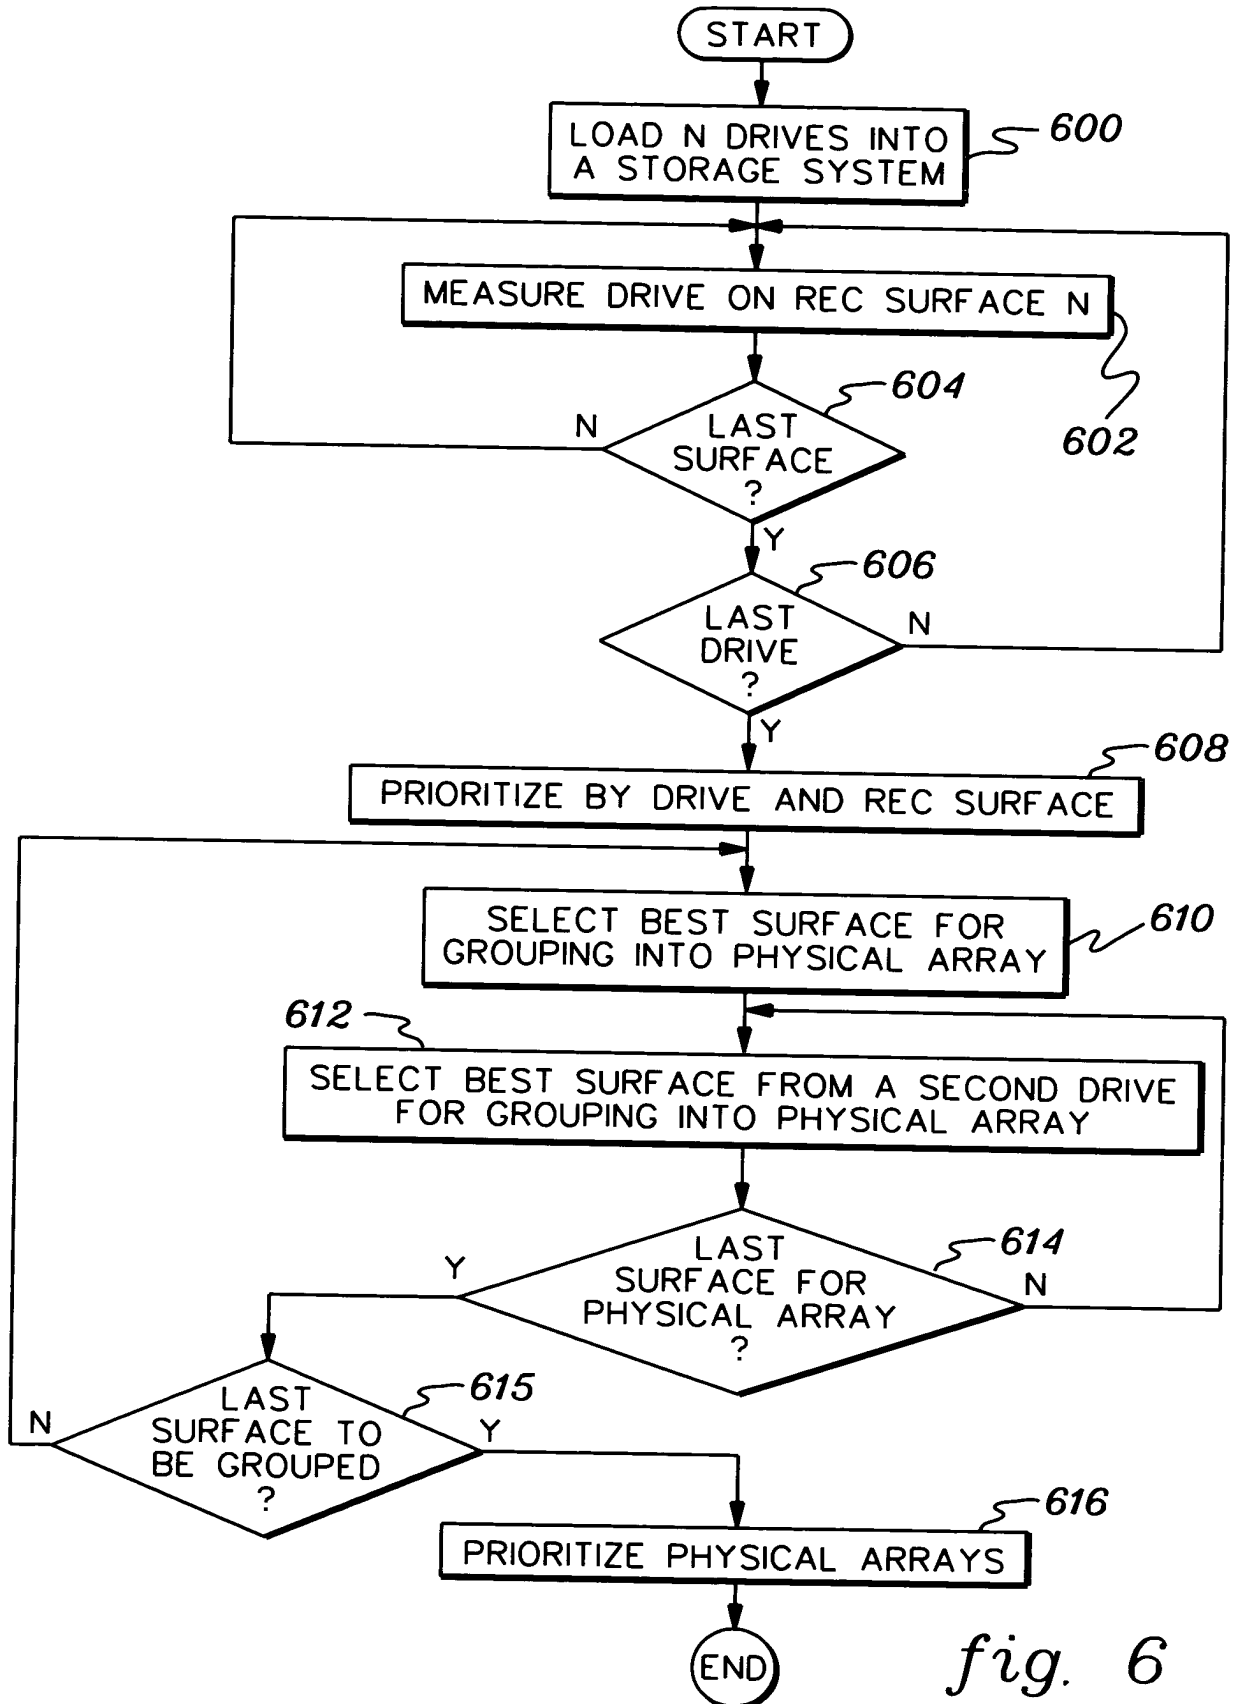 START
LOAD N DRIVES INTO
A STORAGE SYSTEM
600
MEASURE DRIVE ON REC SURFACE N
602
604
LAST
SURFACE
?
N
Y
606
LAST
DRIVE
?
N
Y
608
PRIORITIZE BY DRIVE AND REC SURFACE
SELECT BEST SURFACE FOR
GROUPING INTO PHYSICAL ARRAY
610
612
SELECT BEST SURFACE FROM A SECOND DRIVE
FOR GROUPING INTO PHYSICAL ARRAY
614
LAST
SURFACE FOR
PHYSICAL ARRAY
?
Y
N
615
LAST
SURFACE TO
BE GROUPED
?
N
Y
616
PRIORITIZE PHYSICAL ARRAYS
END
fig. 6